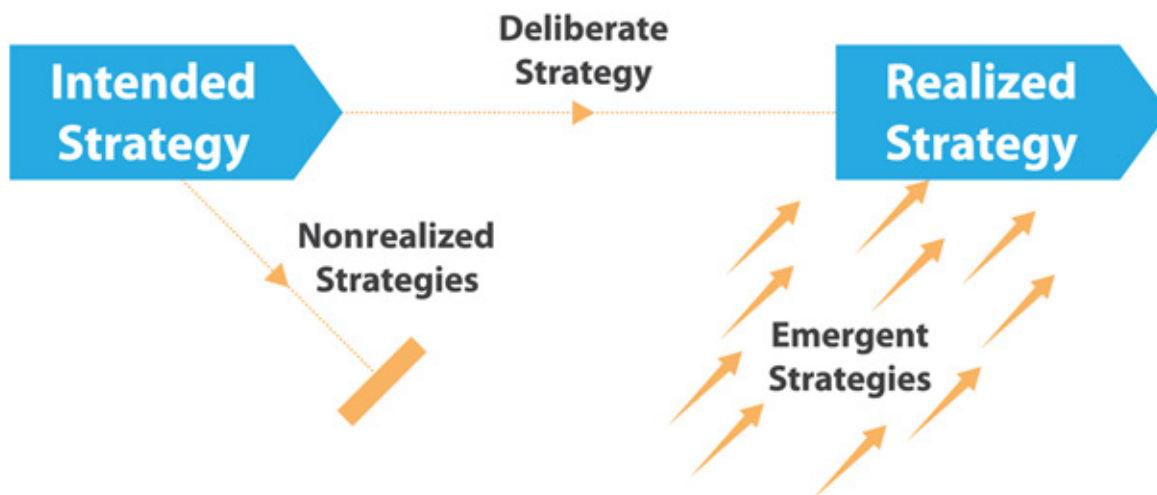 Deliberate
Strategy
Intended
Strategy
Realized
Strategy
Nonrealized
Strategies
Emergent
Strategies